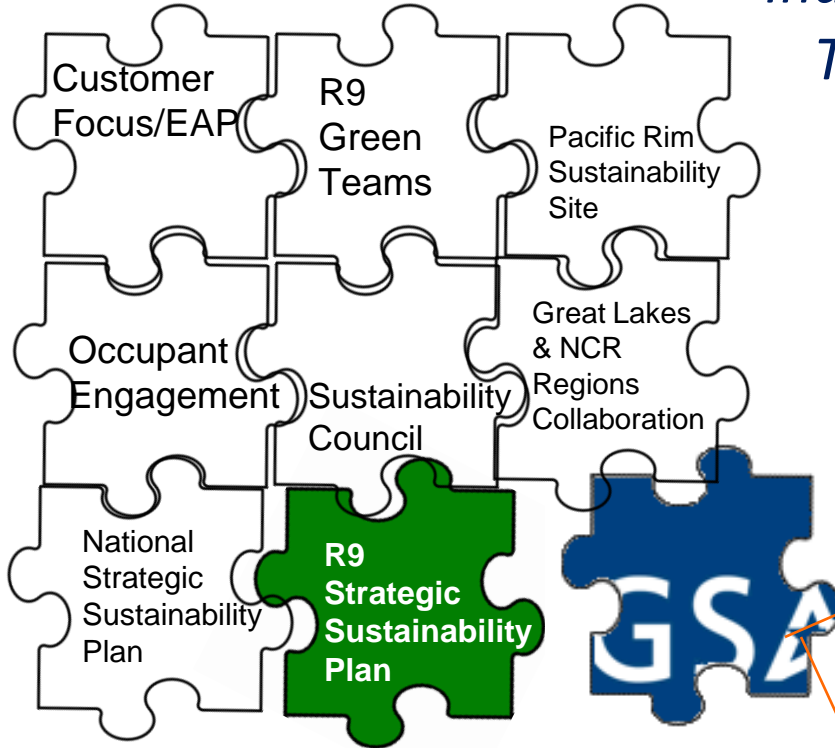 Customer
Focus/EAP
R9
Green
Teams
Pacific Rim
Sustainability
Site
Occupant
Engagement
Sustainability
Council
Great Lakes
& NCR
Regions
Collaboration
National
Strategic
Sustainability
Plan
R9
Strategic
Sustainability
Plan
GSA